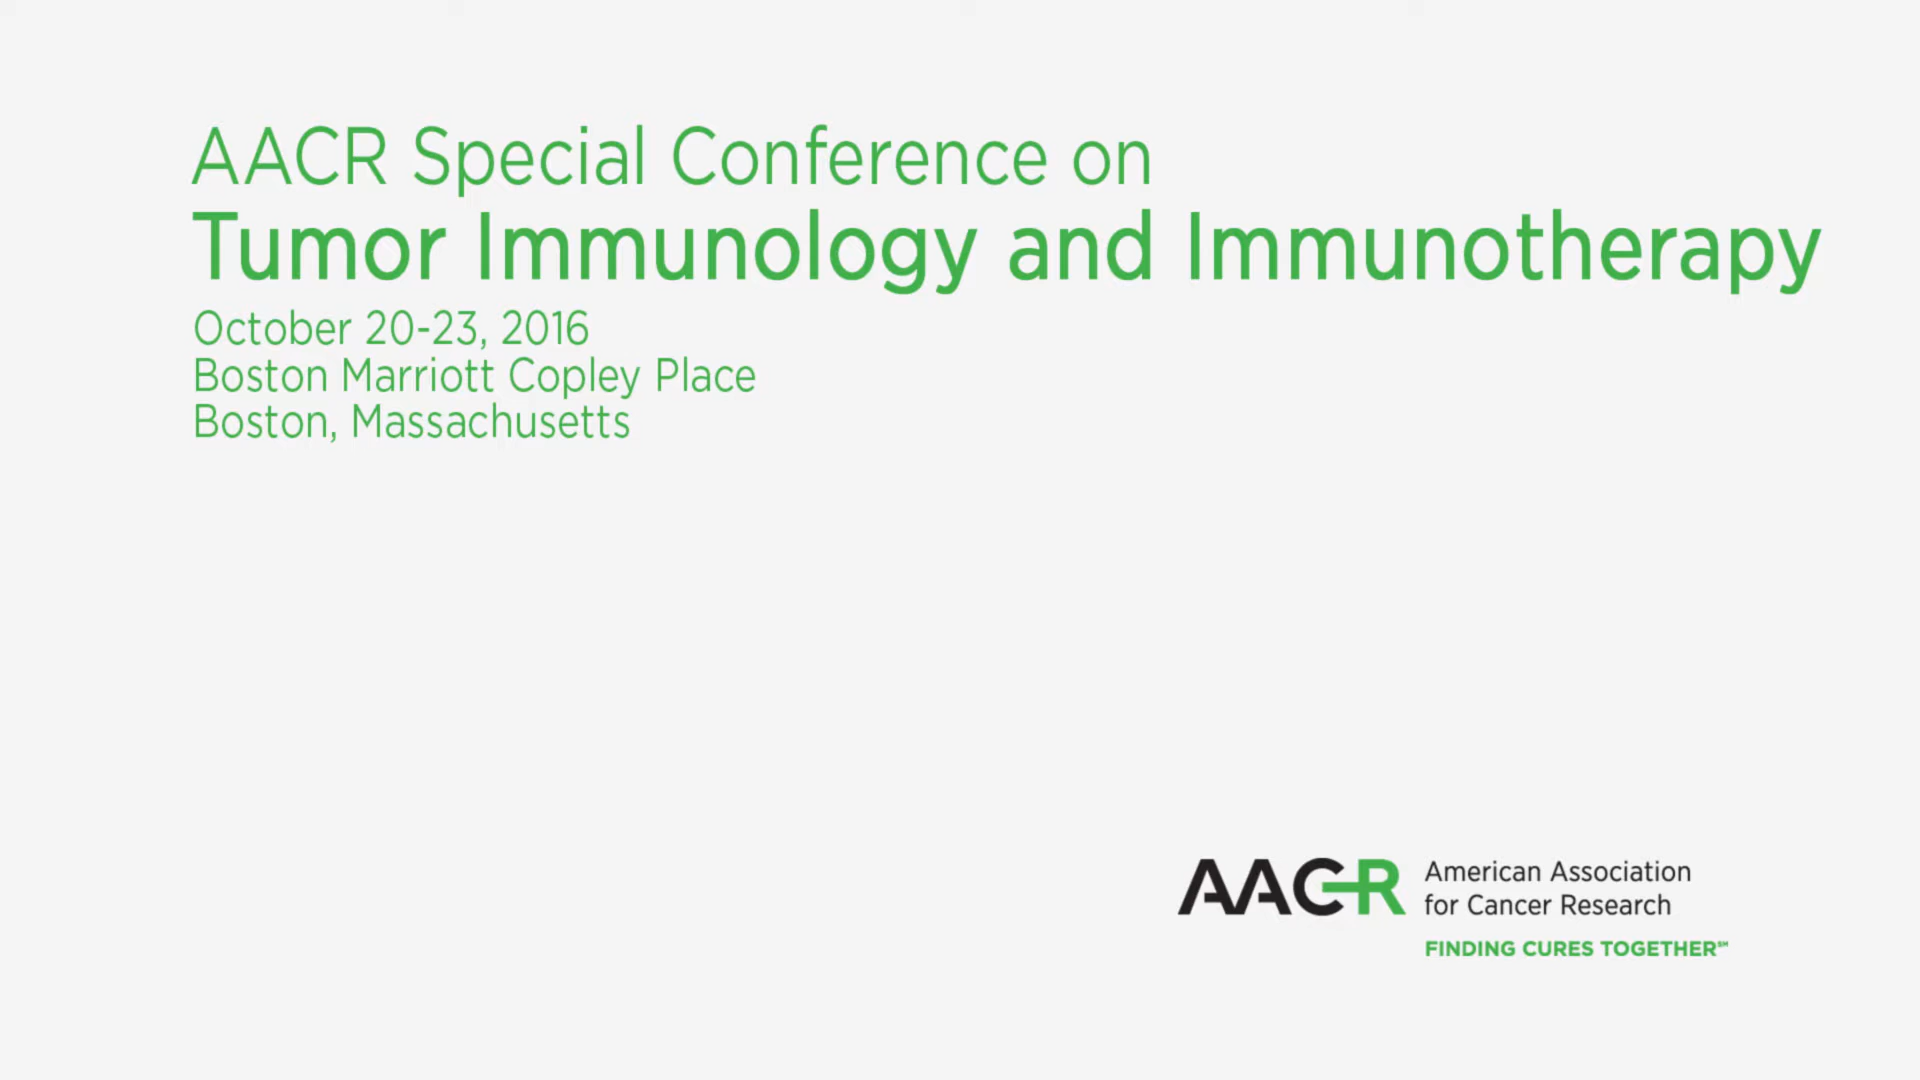 AACR Special Conference on
Tumor Immunology and Immunotherapy
October 20-23, 2016
Boston Marriott Copley Place
Boston, Massachusetts
AACR
American Association
for Cancer Research
FINDING CURES TOGETHER℠